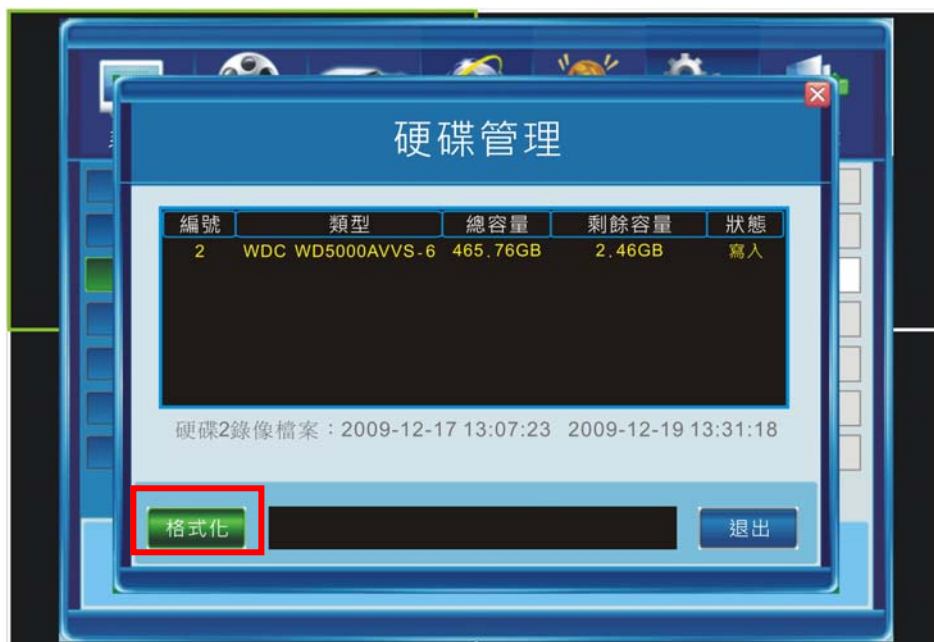 硬碟管理
編號 類型 總容量 剩餘容量 狀態
2 WDC WD5000AVVS-6 465.76GB 2.46GB 寫入
硬碟2錄像檔案：2009-12-17 13:07:23 2009-12-19 13:31:18
格式化 退出